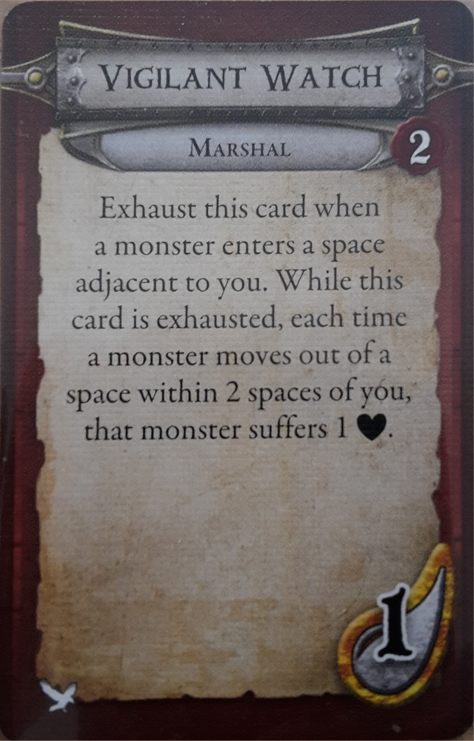 VIGILANT WATCH
MARSHAL
2
Exhaust this card when
a monster enters a space
adjacent to you. While this
card is exhausted, each time
a monster moves out of a
space within 2 spaces of you,
that monster suffers 1 ♥.
1